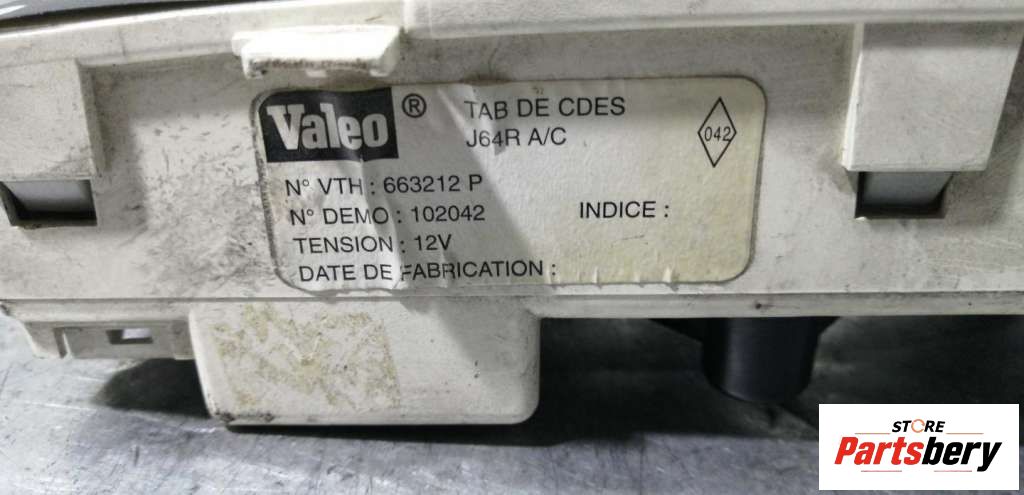 Valeo ® TAB DE CDES
J64R A/C
042
N° VTH : 663212 P
N° DEMO : 102042
INDICE :
TENSION : 12V
DATE DE FABRICATION :
STORE
Partsbery